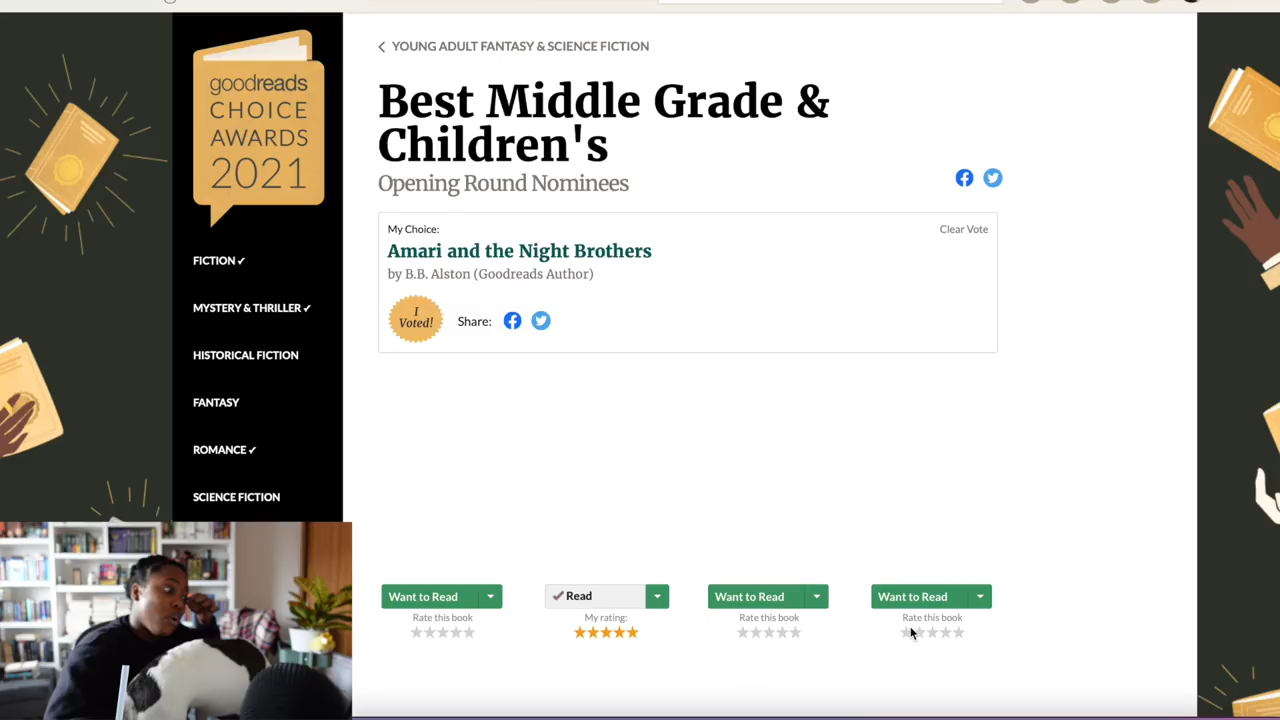 goodreads
CHOICE
AWARDS
2021
FICTION ✓
MYSTERY & THRILLER ✓
HISTORICAL FICTION
FANTASY
ROMANCE ✓
SCIENCE FICTION
< YOUNG ADULT FANTASY & SCIENCE FICTION
Best Middle Grade &
Children's
Opening Round Nominees
My Choice:
Clear Vote
Amari and the Night Brothers
by B.B. Alston (Goodreads Author)
I
Voted!
Share:
Want to Read
Read
Want to Read
Want to Read
Rate this book
My rating:
Rate this book
Rate this book